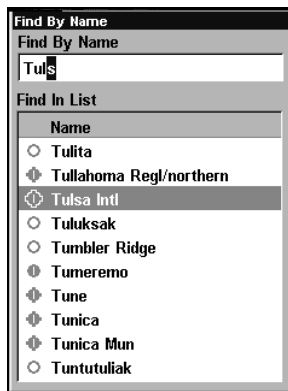 Find By Name
Find By Name
Tuls
Find In List
Name
Tulita
Tullahoma Regl/northern
Tulsa Intl
Tuluksak
Tumbler Ridge
Tumeremo
Tune
Tunica
Tunica Mun
Tuntutuliak